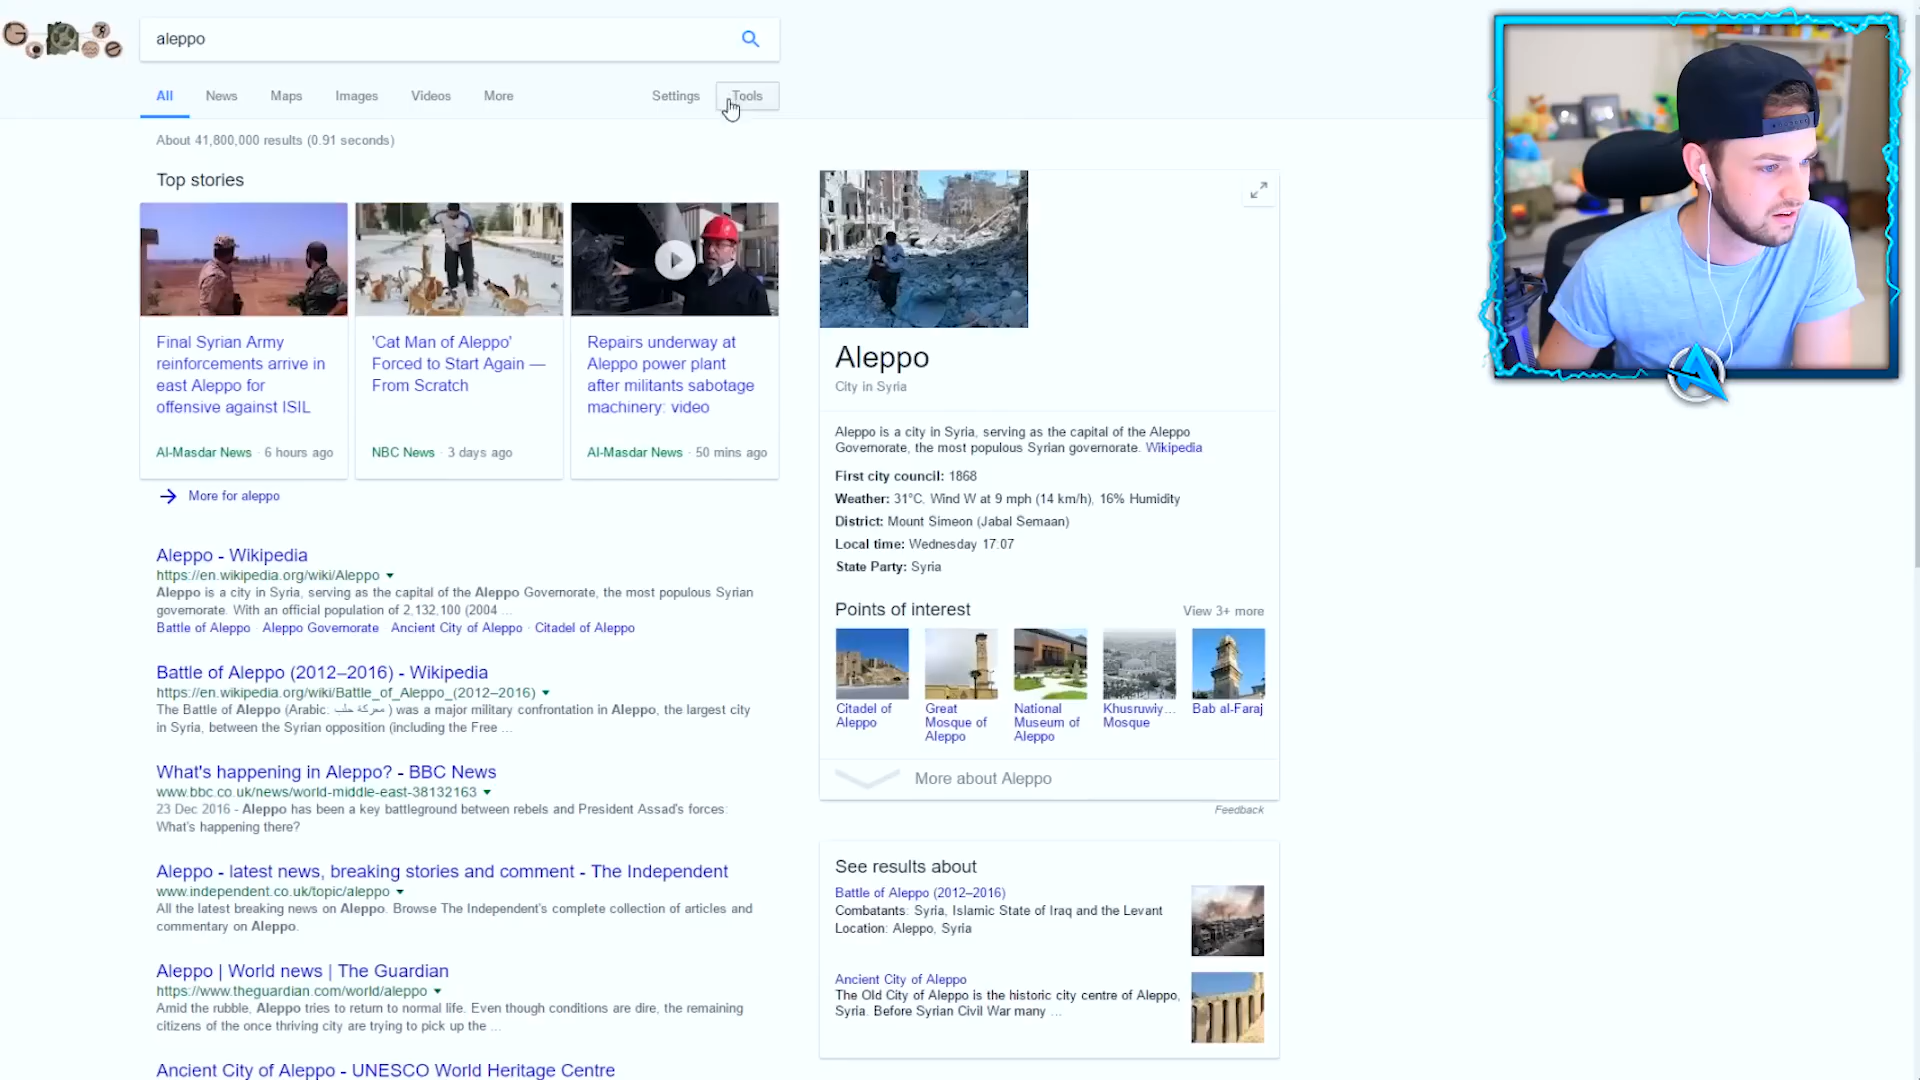 aleppo
All News Maps Images Videos More Settings Tools
About 41,800,000 results (0.91 seconds)
Top stories
Final Syrian Army
reinforcements arrive in
east Aleppo for
offensive against ISIL
Al-Masdar News · 6 hours ago
'Cat Man of Aleppo'
Forced to Start Again —
From Scratch
NBC News · 3 days ago
Repairs underway at
Aleppo power plant
after militants sabotage
machinery: video
Al-Masdar News · 50 mins ago
More for aleppo
Aleppo - Wikipedia
https://en.wikipedia.org/wiki/Aleppo
Aleppo is a city in Syria, serving as the capital of the Aleppo Governorate, the most populous Syrian
governorate. With an official population of 2,132,100 (2004 ...
Battle of Aleppo · Aleppo Governorate · Ancient City of Aleppo · Citadel of Aleppo
Battle of Aleppo (2012–2016) - Wikipedia
https://en.wikipedia.org/wiki/Battle_of_Aleppo_(2012–2016)
The Battle of Aleppo (Arabic: معركة حلب) was a major military confrontation in Aleppo, the largest city
in Syria, between the Syrian opposition (including the Free ...
What's happening in Aleppo? - BBC News
www.bbc.co.uk/news/world-middle-east-38132163
23 Dec 2016 - Aleppo has been a key battleground between rebels and President Assad's forces:
What's happening there?
Aleppo - latest news, breaking stories and comment - The Independent
www.independent.co.uk/topic/aleppo
All the latest breaking news on Aleppo. Browse The Independent's complete collection of articles and
commentary on Aleppo.
Aleppo | World news | The Guardian
https://www.theguardian.com/world/aleppo
Amid the rubble, Aleppo tries to return to normal life. Even though conditions are dire, the remaining
citizens of the once thriving city are trying to pick up the ...
Ancient City of Aleppo - UNESCO World Heritage Centre
Aleppo
City in Syria
Aleppo is a city in Syria, serving as the capital of the Aleppo
Governorate, the most populous Syrian governorate. Wikipedia
First city council: 1868
Weather: 31°C, Wind W at 9 mph (14 km/h), 16% Humidity
District: Mount Simeon (Jabal Semaan)
Local time: Wednesday 17:07
State Party: Syria
Points of interest
View 3+ more
Citadel of
Aleppo
Great
Mosque of
Aleppo
National
Museum of
Aleppo
Khusruwiy...
Mosque
Bab al-Faraj
More about Aleppo
Feedback
See results about
Battle of Aleppo (2012–2016)
Combatants: Syria, Islamic State of Iraq and the Levant
Location: Aleppo, Syria
Ancient City of Aleppo
The Old City of Aleppo is the historic city centre of Aleppo,
Syria. Before Syrian Civil War many ...